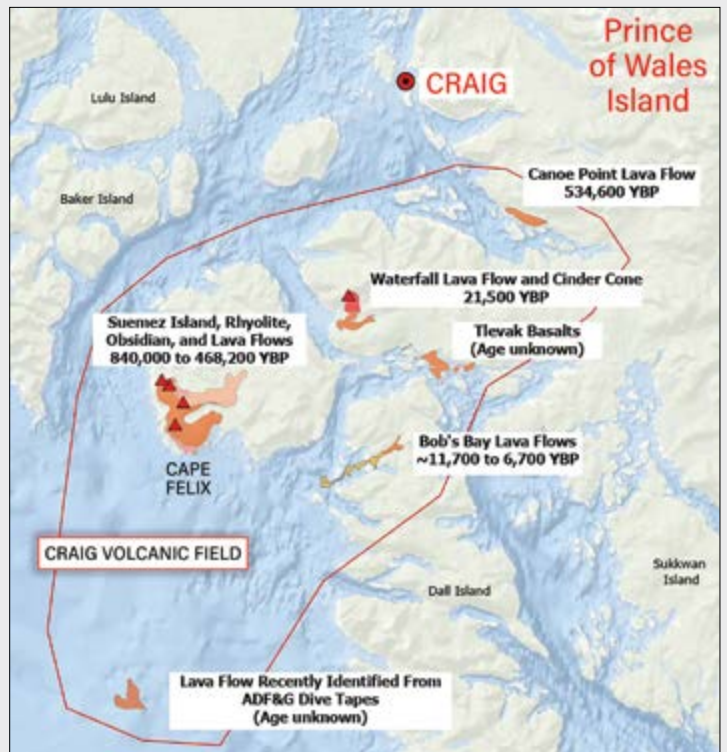 Prince
of Wales
Island
CRAIG
Lulu Island
Canoe Point Lava Flow
534,600 YBP
Baker Island
Waterfall Lava Flow and Cinder Cone
21,500 YBP
Suemez Island, Rhyolite,
Obsidian, and Lava Flows
840,000 to 468,200 YBP
Tlevak Basalts
(Age unknown)
Bob's Bay Lava Flows
~11,700 to 6,700 YBP
CAPE
FELIX
CRAIG VOLCANIC FIELD
Sukkwan
Island
Dall Island
Lava Flow Recently Identified From
ADF&G Dive Tapes
(Age unknown)